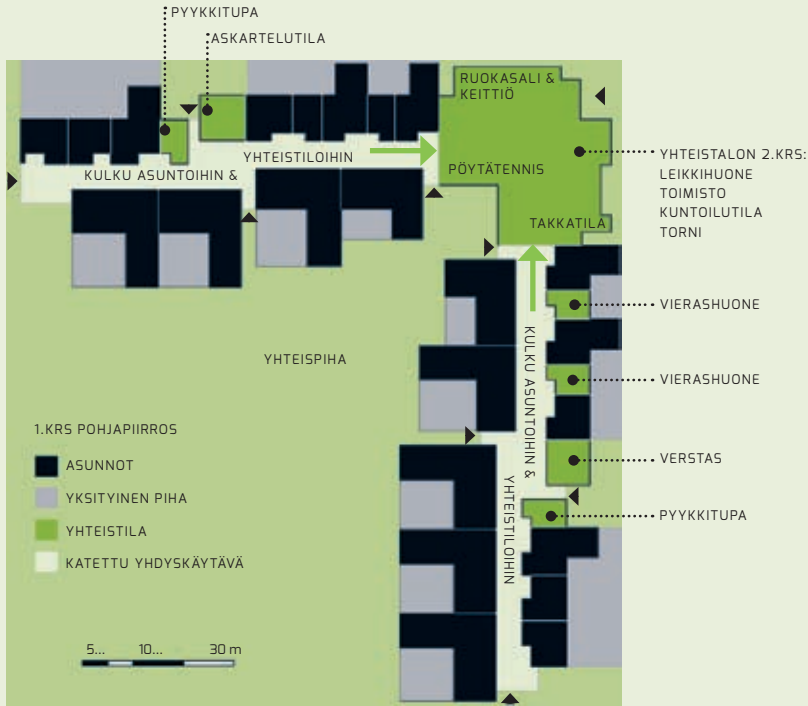 PYYKKITUPA
ASKARTELUTILA
RUOKASALI &
KEITTIÖ
YHTEISTILOIHIN
KULKU ASUNTOIHIN &
PÖYTÄTENNIS
TAKKATILA
YHTEISTALON 2.KRS:
LEIKKIHUONE
TOIMISTO
KUNTOILUTILA
TORNI
VIERASHUONE
VIERASHUONE
VERSTAS
PYYKKITUPA
KULKU ASUNTOIHIN &
YHTEISTILOIHIN
YHTEISPIHA
1.KRS POHJAPIIRROS
ASUNNOT
YKSITYINEN PIHA
YHTEISTILA
KATETTU YHDYSKÄYTÄVÄ
5... 10... 30 m